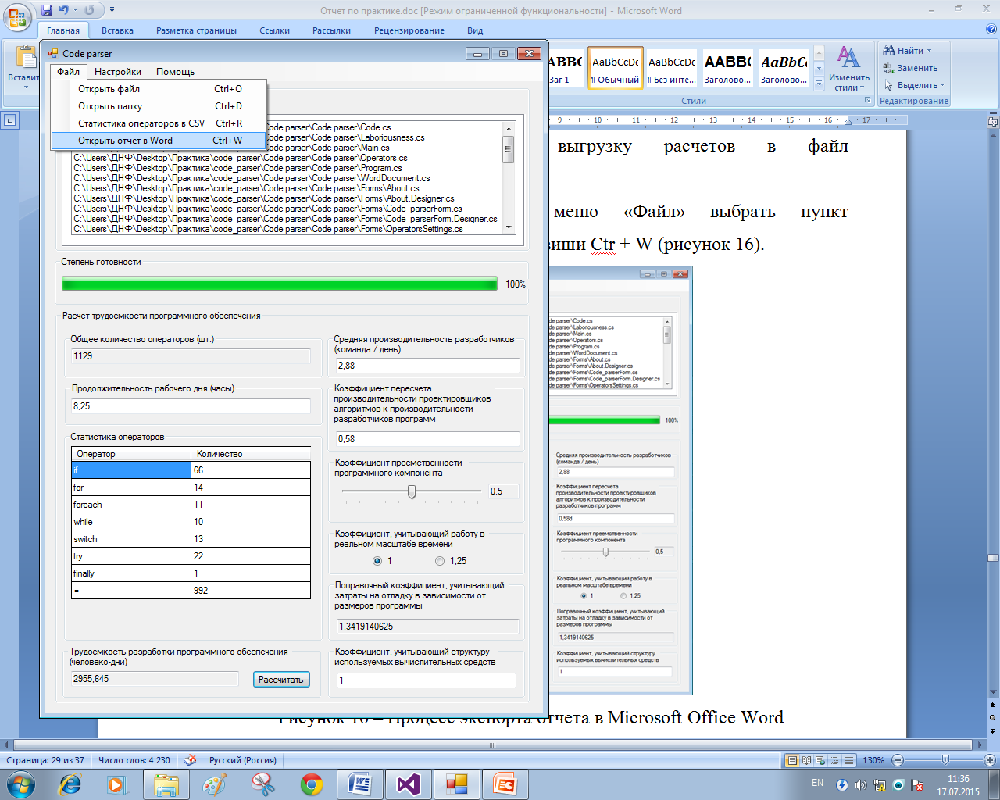 Отчет по практике.doc [Режим ограниченной функциональности] - Microsoft Word
Главная Вставка Разметка страницы Ссылки Рассылки Рецензирование Вид
Вставит
АаBbCcDc АаBbCcDc
¶ Обычный ¶ Без инте... Заголово... Заголово...
Изменить стили
Стили
Найти
Заменить
Выделить
Редактирование
Code parser
Файл Настройки Помощь
Открыть файл Ctrl+O
Открыть папку Ctrl+D
Статистика операторов в CSV Ctrl+R
Открыть отчет в Word Ctrl+W
Code parser\Code parser\Code.cs
Code parser\Code parser\Laboriousness.cs
Code parser\Code parser\Main.cs
C:\Users\ДНФ\Desktop\Практика\code_parser\Code parser\Code parser\Operators.cs
C:\Users\ДНФ\Desktop\Практика\code_parser\Code parser\Code parser\Program.cs
C:\Users\ДНФ\Desktop\Практика\code_parser\Code parser\Code parser\WordDocument.cs
C:\Users\ДНФ\Desktop\Практика\code_parser\Code parser\Code parser\Forms\About.cs
C:\Users\ДНФ\Desktop\Практика\code_parser\Code parser\Code parser\Forms\About.Designer.cs
C:\Users\ДНФ\Desktop\Практика\code_parser\Code parser\Code parser\Forms\Code_parserForm.cs
C:\Users\ДНФ\Desktop\Практика\code_parser\Code parser\Code parser\Forms\Code_parserForm.Designer.cs
C:\Users\ДНФ\Desktop\Практика\code_parser\Code parser\Code parser\Forms\OperatorsSettings.cs
Степень готовности
100%
Расчет трудоемкости программного обеспечения
Общее количество операторов (шт.)
1129
Продолжительность рабочего дня (часы)
8,25
Статистика операторов
Оператор Количество
if 66
for 14
foreach 11
while 10
switch 13
try 22
finally 1
= 992
Трудоемкость разработки программного обеспечения
(человеко-дни)
2955,645
Рассчитать
Средняя производительность разработчиков
(команда / день)
2,88
Коэффициент пересчета
производительности проектировщиков
алгоритмов к производительности
разработчиков программ
0,58
Коэффициент преемственности
программного компонента
0,5
Коэффициент, учитывающий работу в
реальном масштабе времени
1 1,25
Поправочный коэффициент, учитывающий
затраты на отладку в зависимости от
размеров программы
1,3419140625
Коэффициент, учитывающий структуру
используемых вычислительных средств
1
9 10 11 12 13 14 15 16 17
выгрузку расчетов в файл
меню «Файл» выбрать пункт
виши Ctr + W (рисунок 16).
de parser\Code.cs
de parser\Laboriousness.cs
de parser\Main.cs
de parser\Operators.cs
de parser\Program.cs
de parser\WordDocument.cs
de parser\Forms\About.cs
de parser\Forms\About.Designer.cs
de parser\Forms\Code_parserForm.cs
de parser\Forms\Code_parserForm.Designer.cs
de parser\Forms\OperatorsSettings.cs
100%
Средняя производительность разработчиков
(команда / день)
2,88
Коэффициент пересчета
производительности проектировщиков
алгоритмов к производительности
разработчиков программ
0,58d
Коэффициент преемственности
программного компонента
0,5
Коэффициент, учитывающий работу в
реальном масштабе времени
1 1,25
Поправочный коэффициент, учитывающий
затраты на отладку в зависимости от
размеров программы
1,3419140625
Коэффициент, учитывающий структуру
используемых вычислительных средств
1
Рисунок 16 – Процесс экспорта отчета в Microsoft Office Word
Страница: 29 из 37 Число слов: 4 230 Русский (Россия) 130%
EN
11:36
17.07.2015